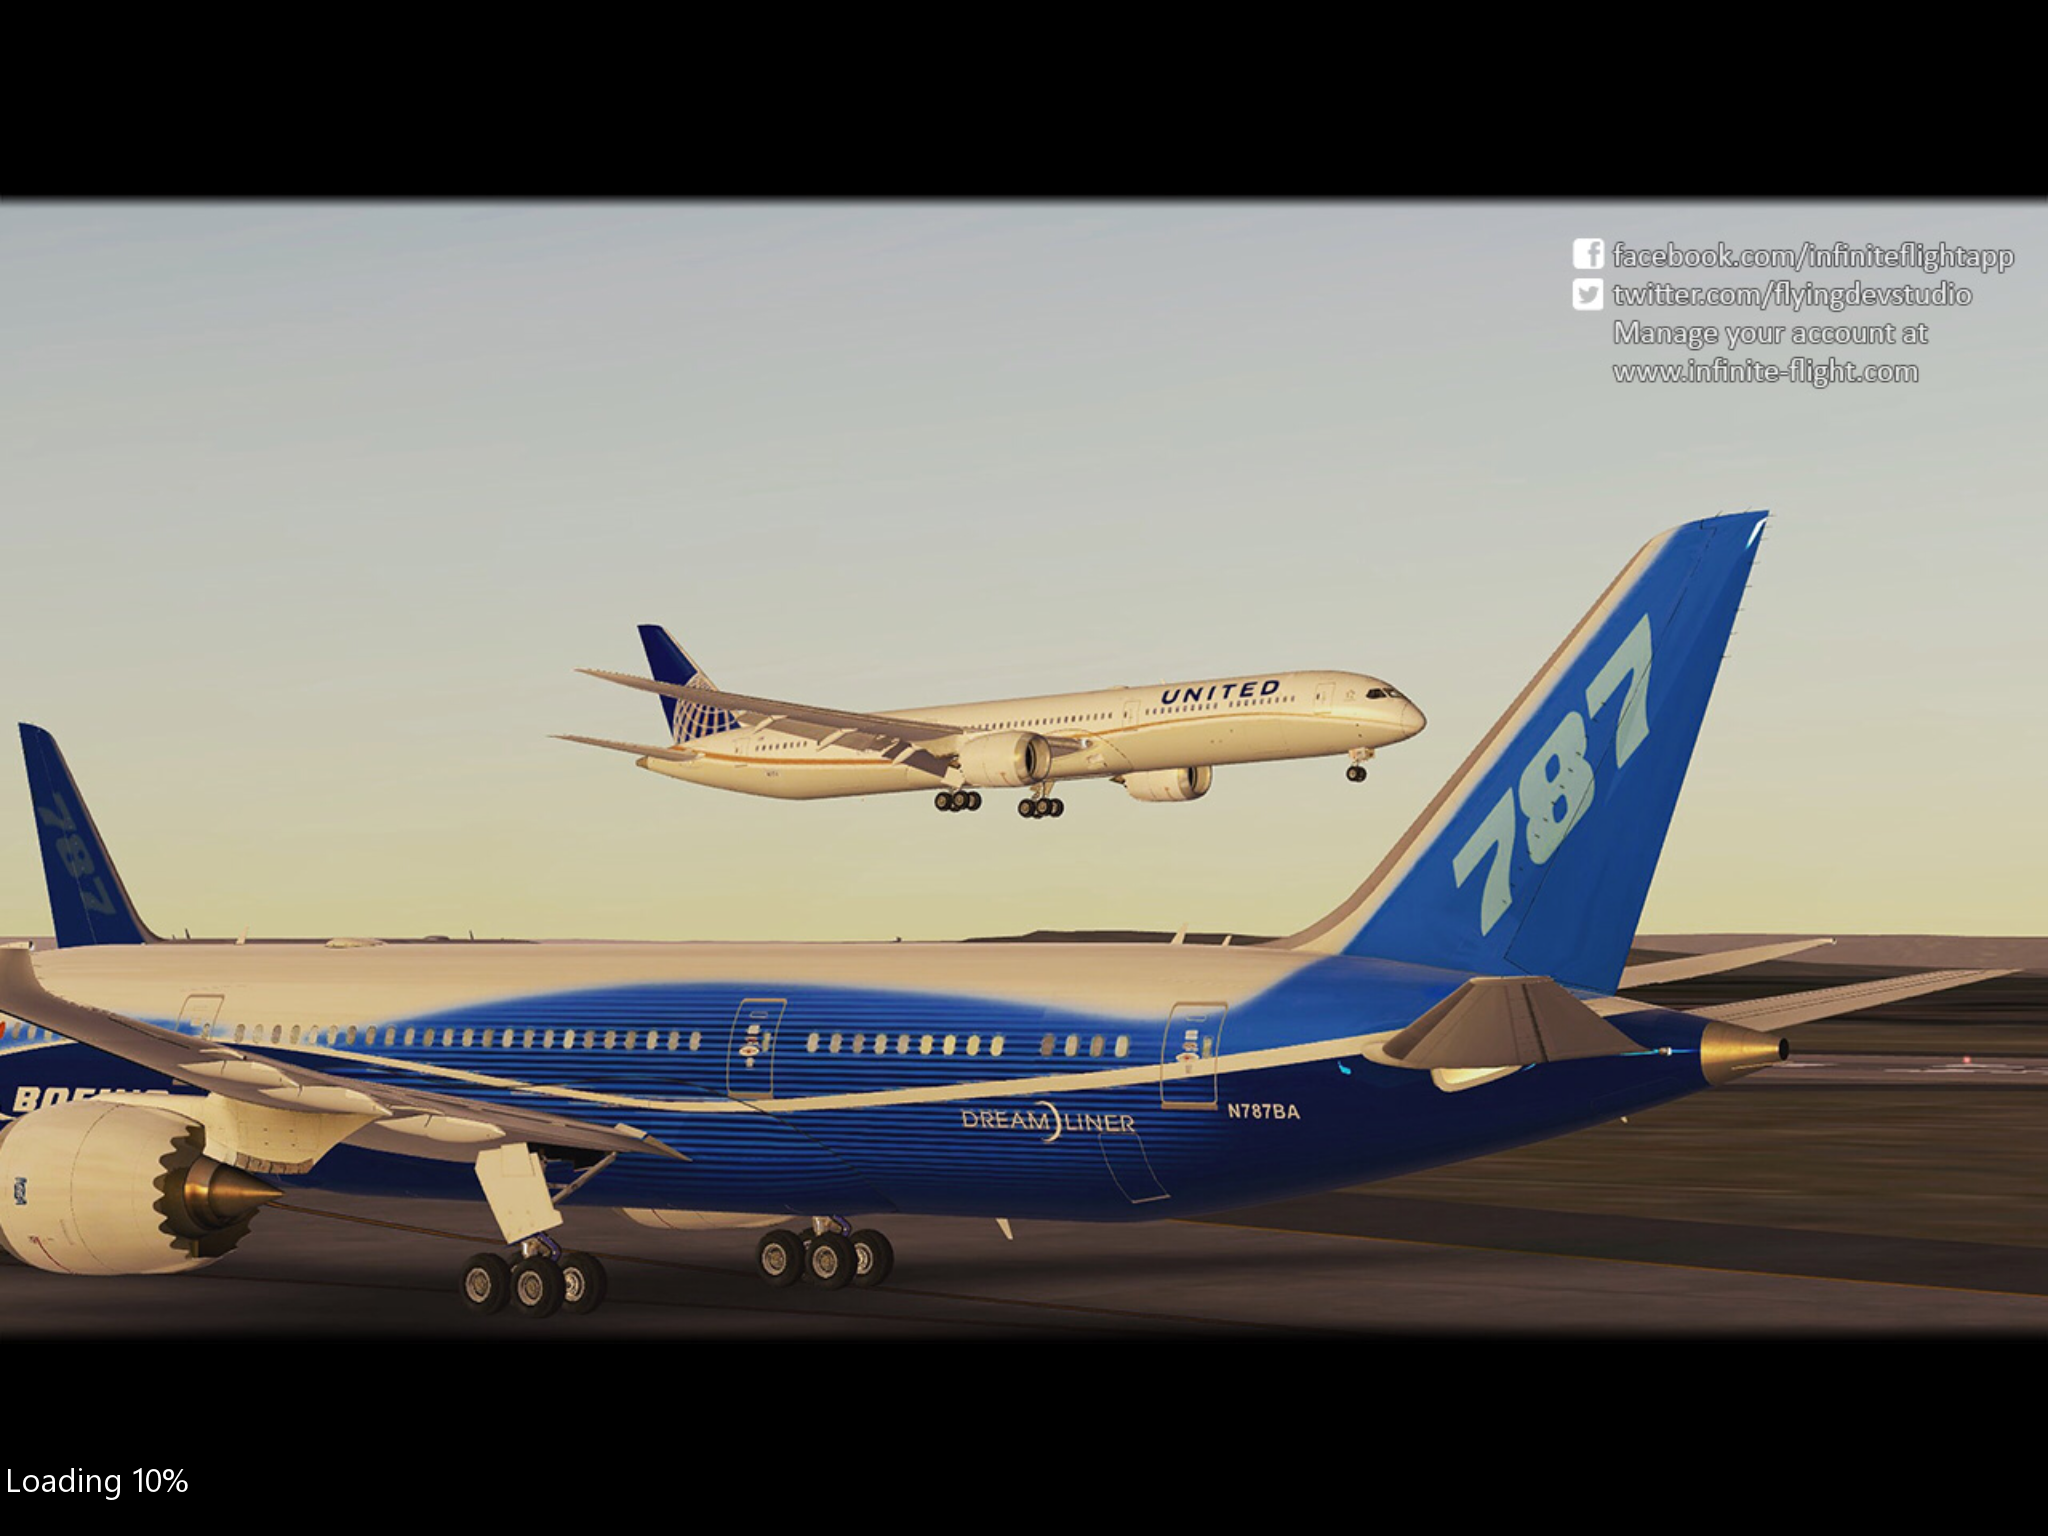 facebook.com/infiniteflightapp
twitter.com/flyingdevstudio
Manage your account at
www.infinite-flight.com
UNITED
787
787
BOEING
DREAMLINER
N787BA
Loading 10%